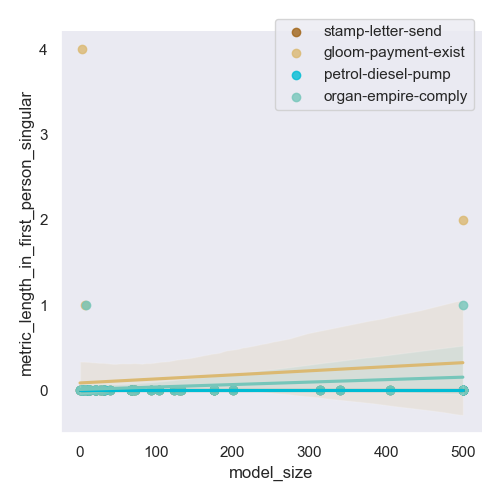 stamp-letter-send
gloom-payment-exist
petrol-diesel-pump
organ-empire-comply
metric_length_in_first_person_singular
4
3
2
1
0
0 100 200 300 400 500
model_size